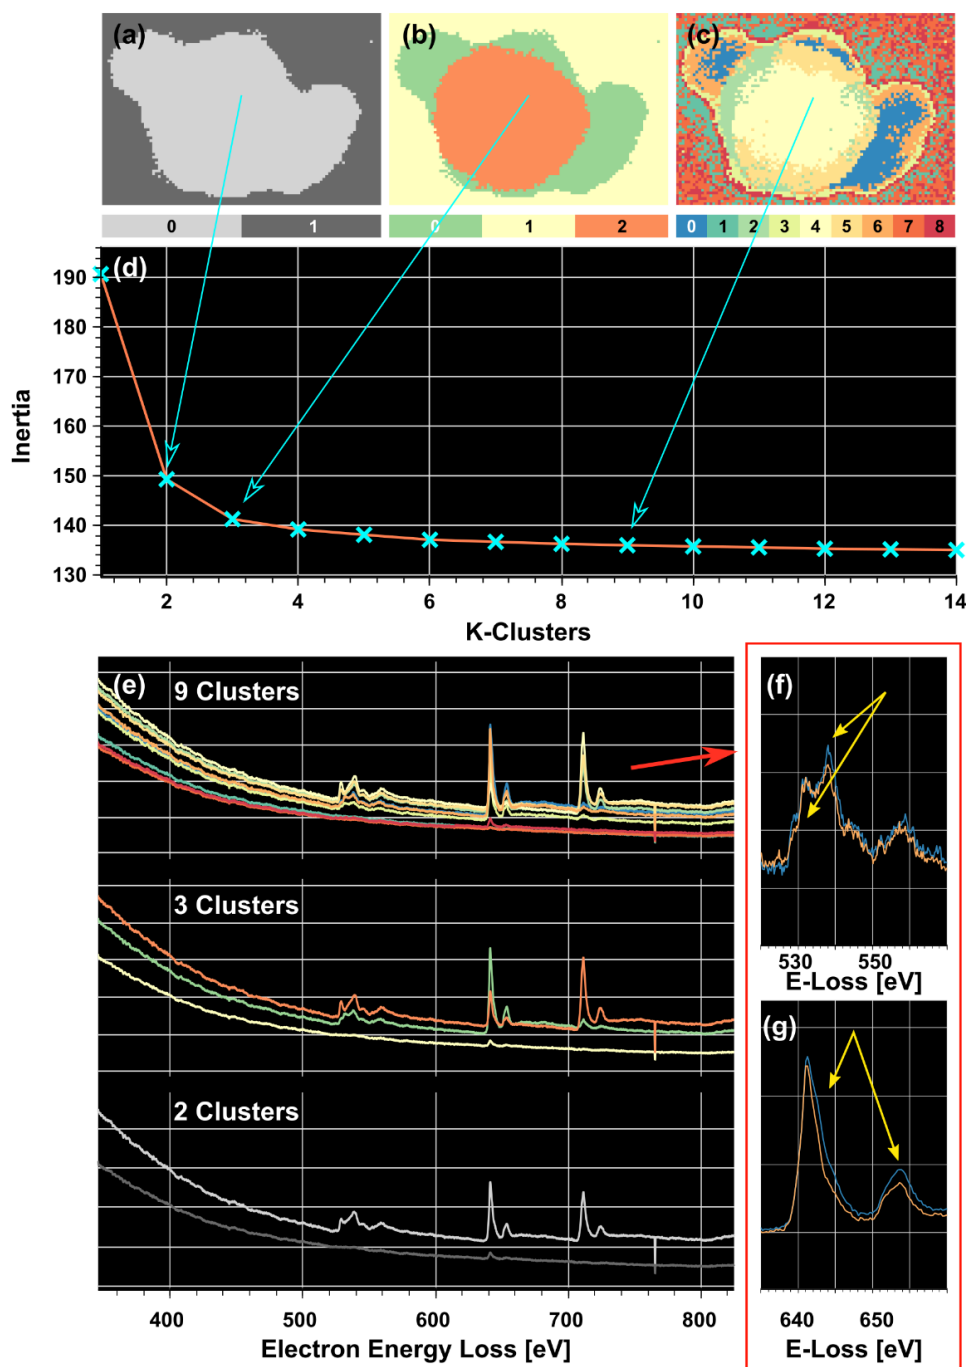 (a) (b) (c)
0 1 0 1 2 0 1 2 3 4 5 6 7 8
(d)
190
180
170
160
150
140
130
Inertia
2 4 6 8 10 12 14
K-Clusters
(e) 9 Clusters
3 Clusters
2 Clusters
400 500 600 700 800
Electron Energy Loss [eV]
(f)
530 550
E-Loss [eV]
(g)
640 650
E-Loss [eV]